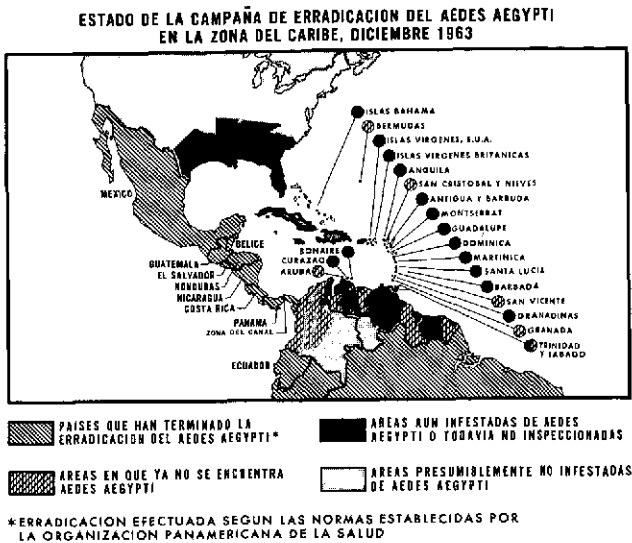 ESTADO DE LA CAMPAÑA DE ERRADICACION DEL AEDES AEGYPTI
EN LA ZONA DEL CARIBE, DICIEMBRE 1963
ISLAS BAHAMA
BERMUDAS
ISLAS VIRGENES, E.U.A.
ISLAS VIRGENES BRITANICAS
ANGUILA
SAN CRISTOBAL Y NIEVES
ANTIGUA Y BARBUDA
MONTSERRAT
GUADALUPE
DOMINICA
MARTINICA
SANTA LUCIA
BARBADA
SAN VICENTE
GRANADINAS
GRANADA
TRINIDAD
Y TABAGO
MEXICO
BELICE
GUATEMALA
EL SALVADOR
HONDURAS
NICARAGUA
COSTA RICA
PANAMA
ZONA DEL CANAL
ECUADOR
BONAIRE
CURAZAO
ARUBA
PAISES QUE HAN TERMINADO LA
ERRADICACION DEL AEDES AEGYPTI*
AREAS AUN INFESTADAS DE AEDES
AEGYPTI O TODAVIA NO INSPECCIONADAS
AREAS EN QUE YA NO SE ENCUENTRA
AEDES AEGYPTI
AREAS PRESUMIBLEMENTE NO INFESTADAS
DE AEDES AEGYPTI
*ERRADICACION EFECTUADA SEGUN LAS NORMAS ESTABLECIDAS POR
LA ORGANIZACION PANAMERICANA DE LA SALUD